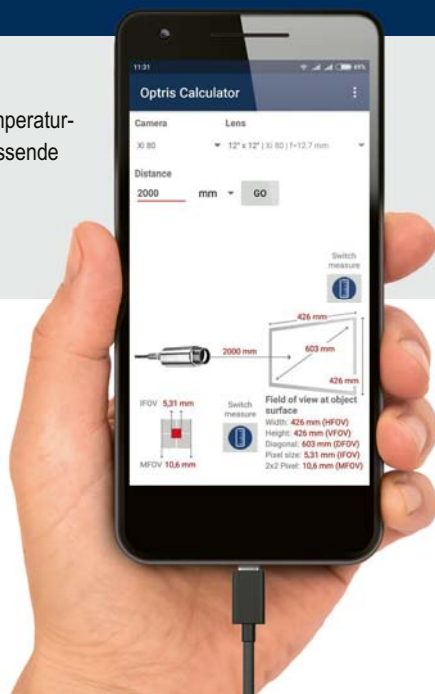 mperatur-
ssende
11:31
69%
Optris Calculator
Camera Lens
Xi 80 12° x 12° | Xi 80 | f=12.7 mm
Distance
2000 mm GO
Switch
measure
426 mm
2000 mm
603 mm
426 mm
IFOV 5,31 mm
MFOV 10,6 mm
Switch
measure
Field of view at object
surface
Width: 426 mm (HFOV)
Height: 426 mm (VFOV)
Diagonal: 603 mm (DFOV)
Pixel size: 5,31 mm (IFOV)
2x2 Pixel: 10,6 mm (MFOV)